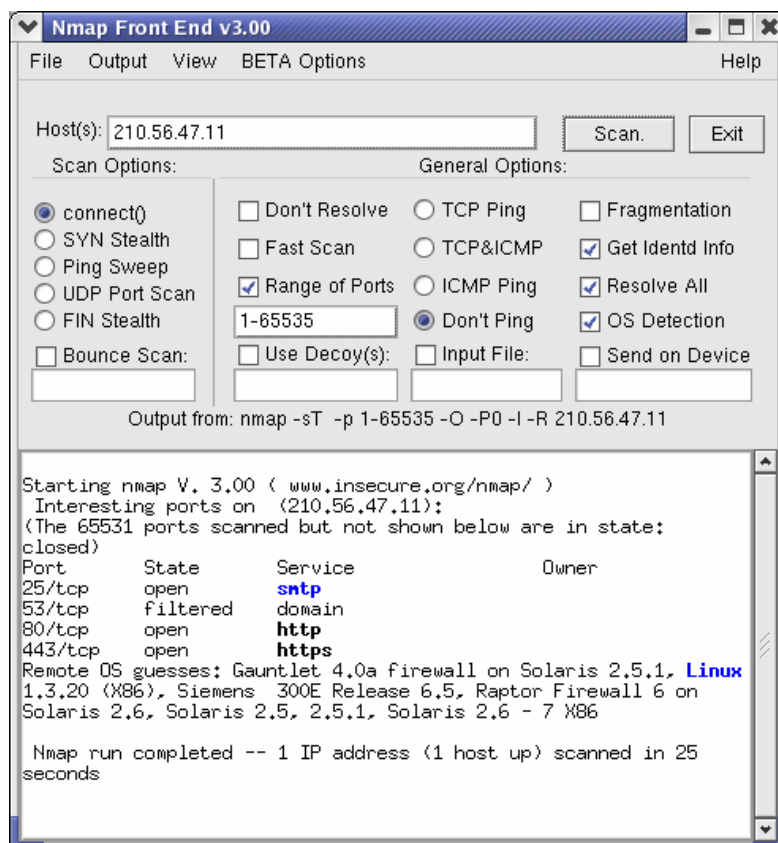 Nmap Front End v3.00
File Output View BETA Options Help
Host(s): 210.56.47.11 Scan. Exit
Scan Options: General Options:
connect() Don't Resolve TCP Ping Fragmentation
SYN Stealth Fast Scan TCP&ICMP Get Identd Info
Ping Sweep Range of Ports ICMP Ping Resolve All
UDP Port Scan
FIN Stealth 1-65535 Don't Ping OS Detection
Bounce Scan: Use Decoy(s): Input File: Send on Device
Output from: nmap -sT -p 1-65535 -O -P0 -I -R 210.56.47.11
Starting nmap V. 3.00 ( www.insecure.org/nmap/ )
Interesting ports on (210.56.47.11):
(The 65531 ports scanned but not shown below are in state:
closed)
Port State Service Owner
25/tcp open smtp
53/tcp filtered domain
80/tcp open http
443/tcp open https
Remote OS guesses: Gauntlet 4.0a firewall on Solaris 2.5.1, Linux
1.3.20 (X86), Siemens 300E Release 6.5, Raptor Firewall 6 on
Solaris 2.6, Solaris 2.5, 2.5.1, Solaris 2.6 - 7 X86
Nmap run completed -- 1 IP address (1 host up) scanned in 25
seconds